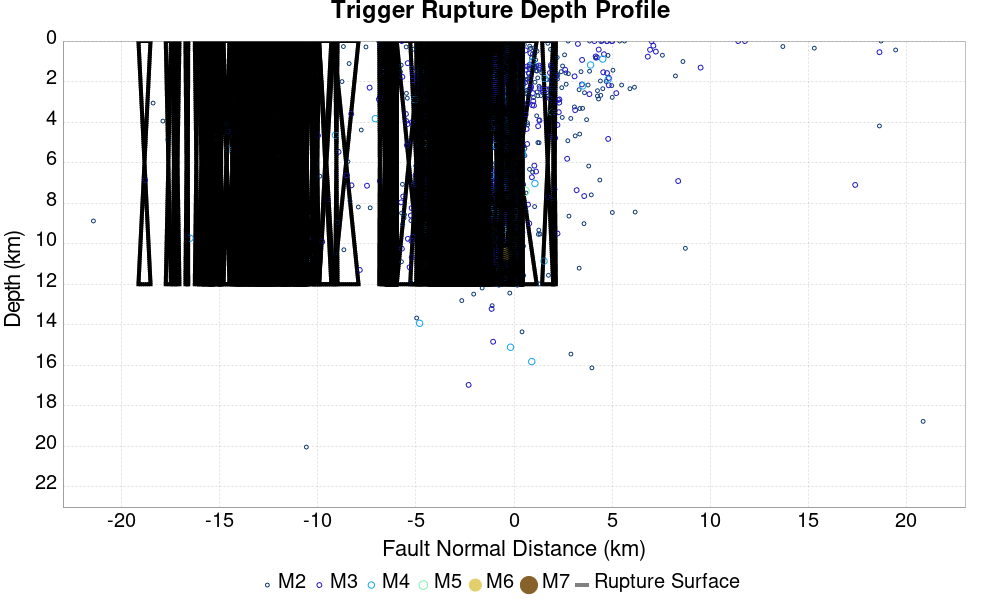 Trigger Rupture Depth Profile
0
2
4
6
8
10
12
14
16
18
20
22
Depth (km)
-20 -15 -10 -5 0 5 10 15 20
Fault Normal Distance (km)
M2 M3 M4 M5 M6 M7 Rupture Surface